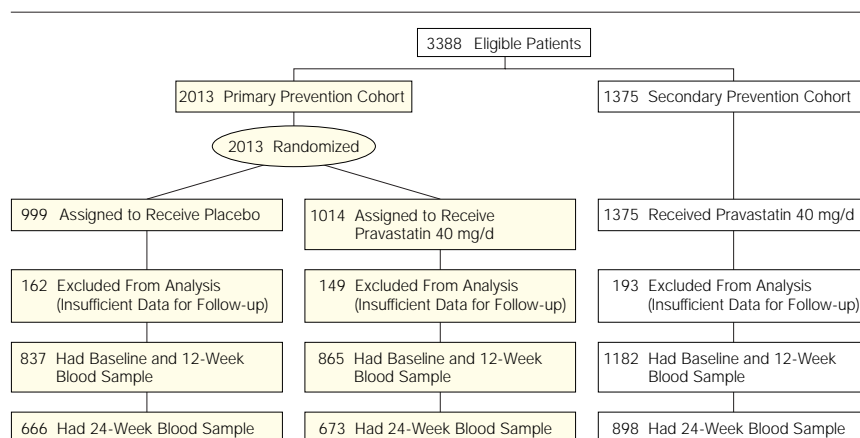 3388 Eligible Patients
2013 Primary Prevention Cohort
1375 Secondary Prevention Cohort
2013 Randomized
999 Assigned to Receive Placebo
1014 Assigned to Receive
Pravastatin 40 mg/d
1375 Received Pravastatin 40 mg/d
162 Excluded From Analysis
(Insufficient Data for Follow-up)
149 Excluded From Analysis
(Insufficient Data for Follow-up)
193 Excluded From Analysis
(Insufficient Data for Follow-up)
837 Had Baseline and 12-Week
Blood Sample
865 Had Baseline and 12-Week
Blood Sample
1182 Had Baseline and 12-Week
Blood Sample
666 Had 24-Week Blood Sample
673 Had 24-Week Blood Sample
898 Had 24-Week Blood Sample